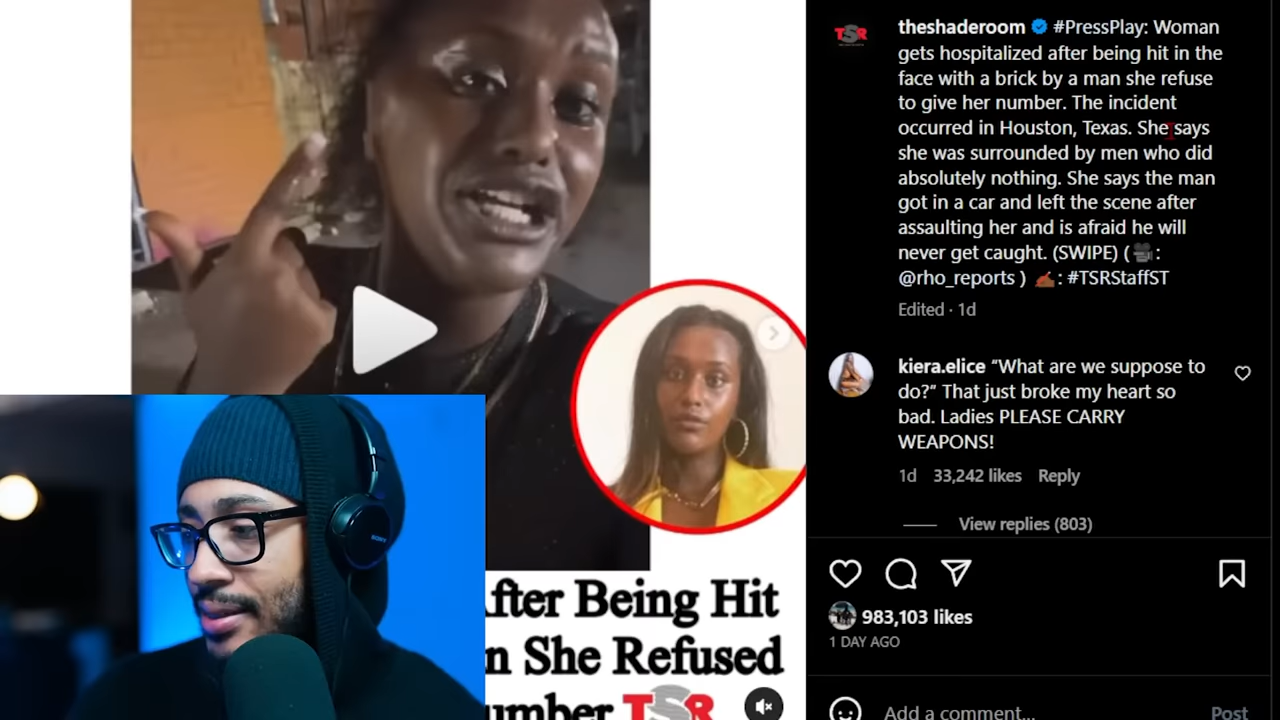 theshaderoom #PressPlay: Woman
gets hospitalized after being hit in the
face with a brick by a man she refuse
to give her number. The incident
occurred in Houston, Texas. She says
she was surrounded by men who did
absolutely nothing. She says the man
got in a car and left the scene after
assaulting her and is afraid he will
never get caught. (SWIPE) (🎥:
@rho_reports ) ✍🏾: #TSRStaffST
Edited · 1d
kiera.elice “What are we suppose to
do?” That just broke my heart so
bad. Ladies PLEASE CARRY
WEAPONS!
1d 33,242 likes Reply
View replies (803)
983,103 likes
1 DAY AGO
Add a comment... Post
TSR
SONY
After Being Hit
n She Refused
umber TSR